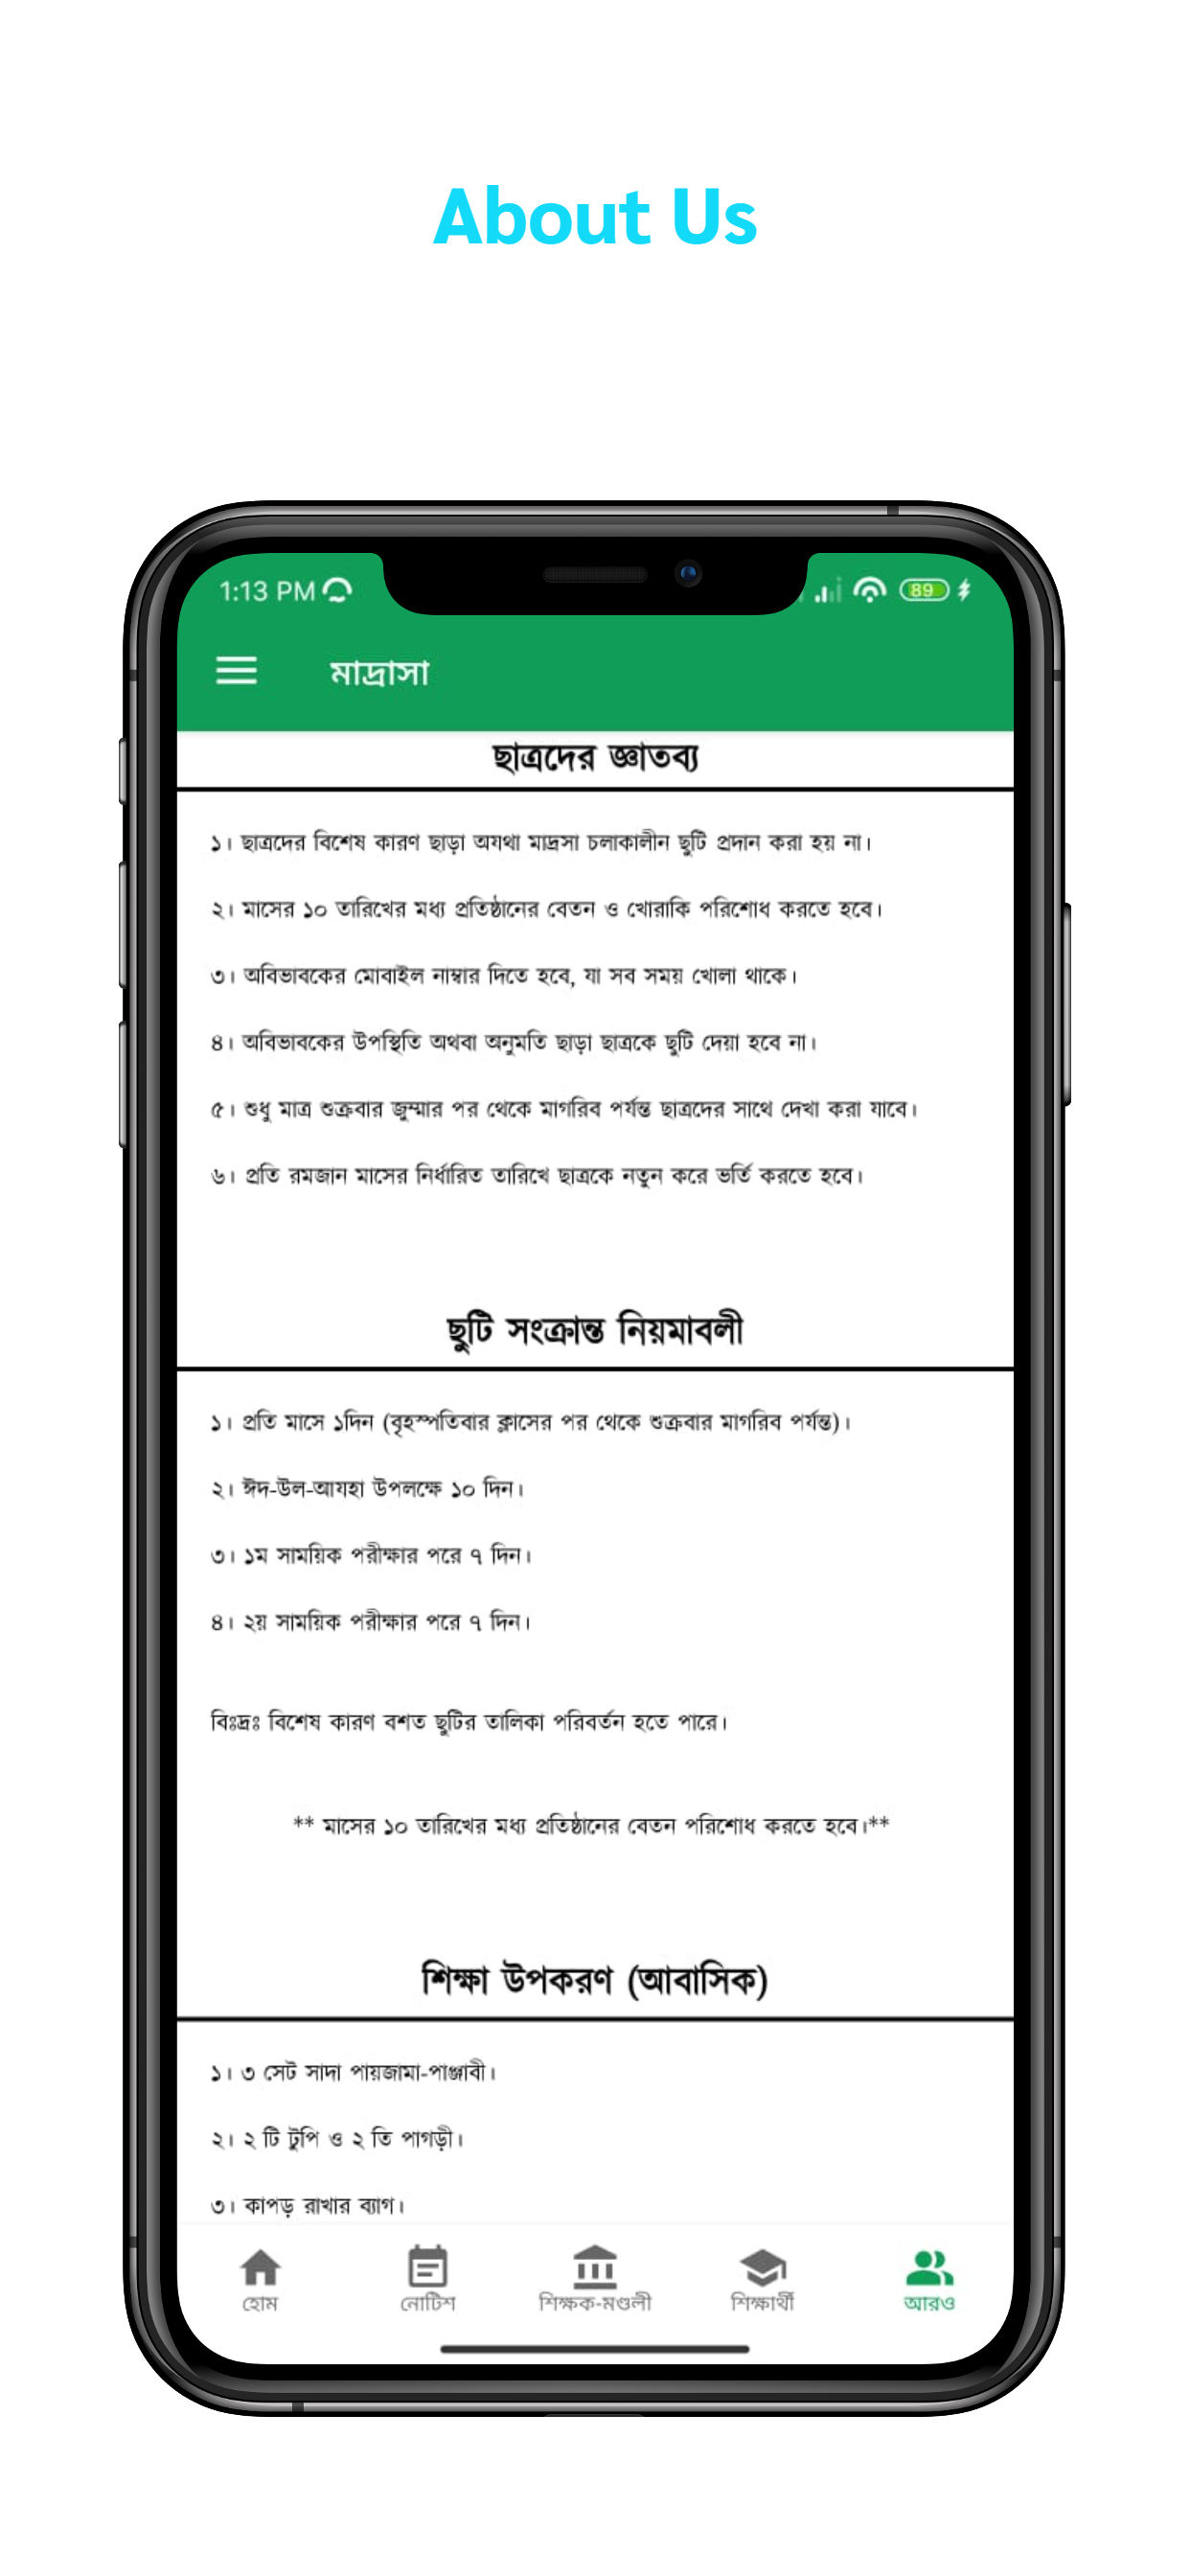 About Us
1:13 PM
89
মাদ্রাসা
ছাত্রদের জ্ঞাতব্য
১। ছাত্রদের বিশেষ কারণ ছাড়া অযথা মাদ্রসা চলাকালীন ছুটি প্রদান করা হয় না।
২। মাসের ১০ তারিখের মধ্য প্রতিষ্ঠানের বেতন ও খোরাকি পরিশোধ করতে হবে।
৩। অবিভাবকের মোবাইল নাম্বার দিতে হবে, যা সব সময় খোলা থাকে।
৪। অবিভাবকের উপস্থিতি অথবা অনুমতি ছাড়া ছাত্রকে ছুটি দেয়া হবে না।
৫। শুধু মাত্র শুক্রবার জুম্মার পর থেকে মাগরিব পর্যন্ত ছাত্রদের সাথে দেখা করা যাবে।
৬। প্রতি রমজান মাসের নির্ধারিত তারিখে ছাত্রকে নতুন করে ভর্তি করতে হবে।
ছুটি সংক্রান্ত নিয়মাবলী
১। প্রতি মাসে ১দিন (বৃহস্পতিবার ক্লাসের পর থেকে শুক্রবার মাগরিব পর্যন্ত)।
২। ঈদ-উল-আযহা উপলক্ষে ১০ দিন।
৩। ১ম সাময়িক পরীক্ষার পরে ৭ দিন।
৪। ২য় সাময়িক পরীক্ষার পরে ৭ দিন।
বিঃদ্রঃ বিশেষ কারণ বশত ছুটির তালিকা পরিবর্তন হতে পারে।
** মাসের ১০ তারিখের মধ্য প্রতিষ্ঠানের বেতন পরিশোধ করতে হবে।**
শিক্ষা উপকরণ (আবাসিক)
১। ৩ সেট সাদা পায়জামা-পাঞ্জাবী।
২। ২ টি টুপি ও ২ তি পাগড়ী।
৩। কাপড় রাখার ব্যাগ।
হোম নোটিশ শিক্ষক-মণ্ডলী শিক্ষার্থী আরও